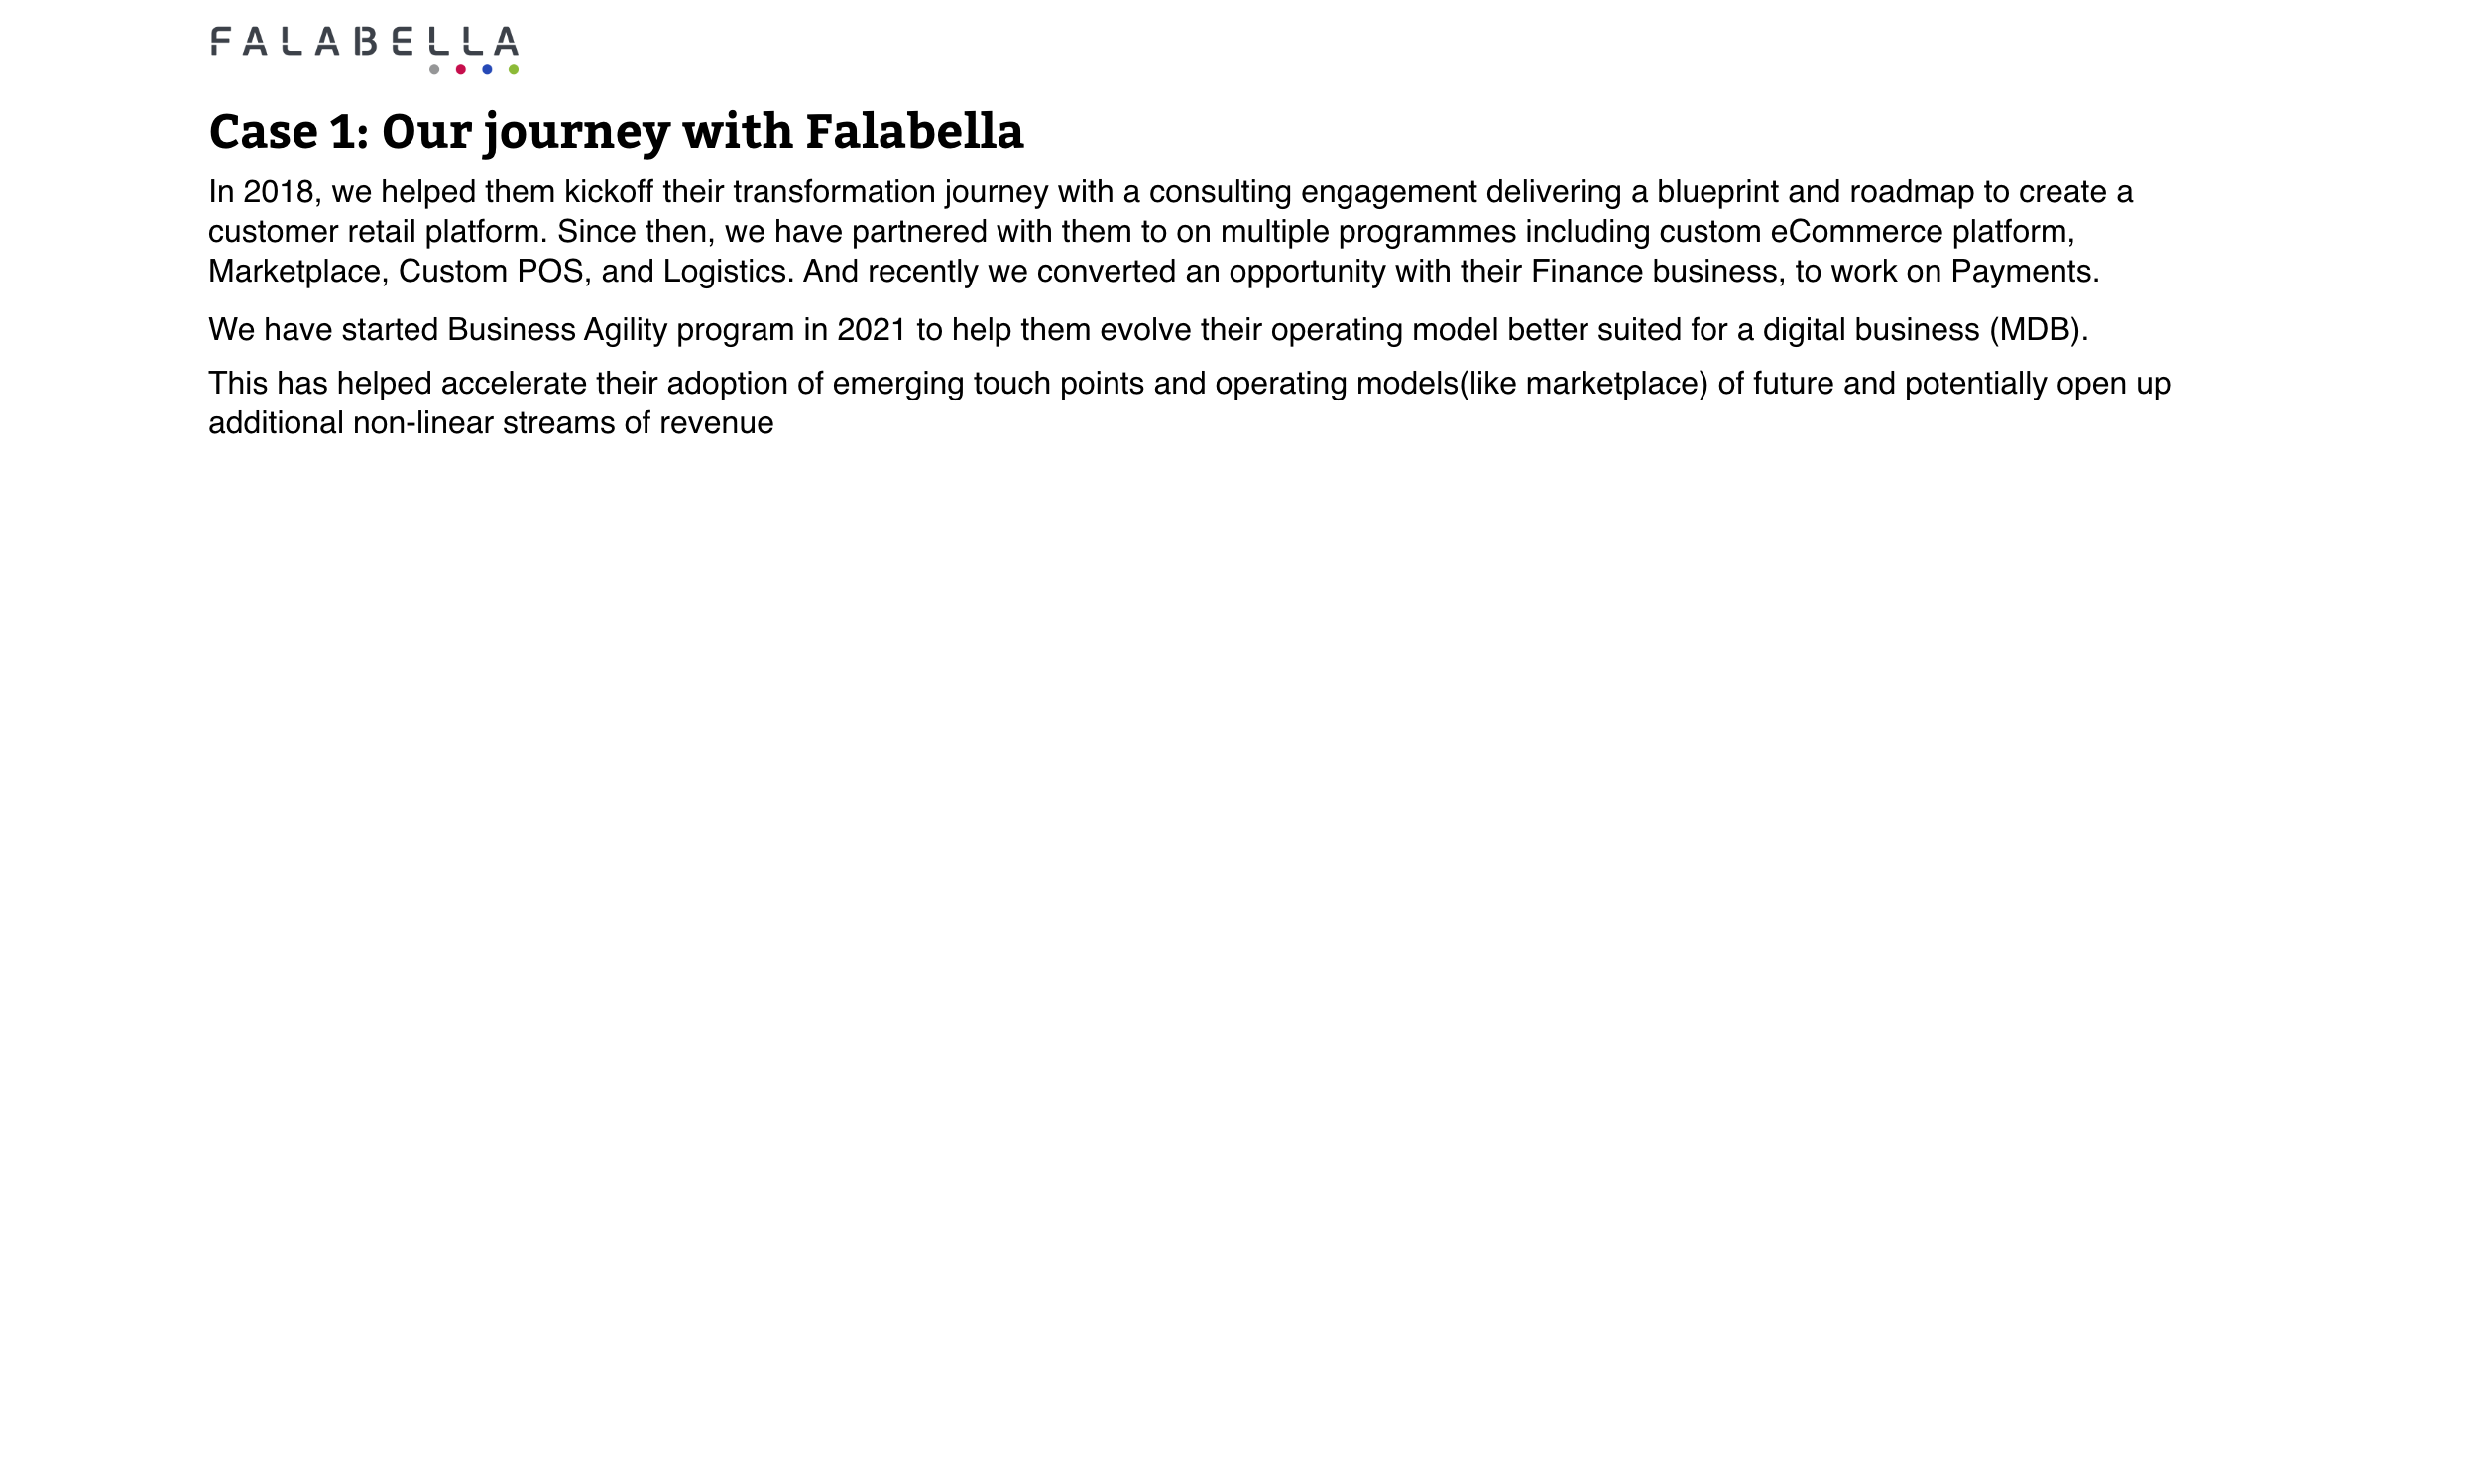 FALABELLA
Case 1: Our journey with Falabella
In 2018, we helped them kickoff their transformation journey with a consulting engagement delivering a blueprint and roadmap to create a
customer retail platform. Since then, we have partnered with them to on multiple programmes including custom eCommerce platform,
Marketplace, Custom POS, and Logistics. And recently we converted an opportunity with their Finance business, to work on Payments.
We have started Business Agility program in 2021 to help them evolve their operating model better suited for a digital business (MDB).
This has helped accelerate their adoption of emerging touch points and operating models(like marketplace) of future and potentially open up
additional non-linear streams of revenue